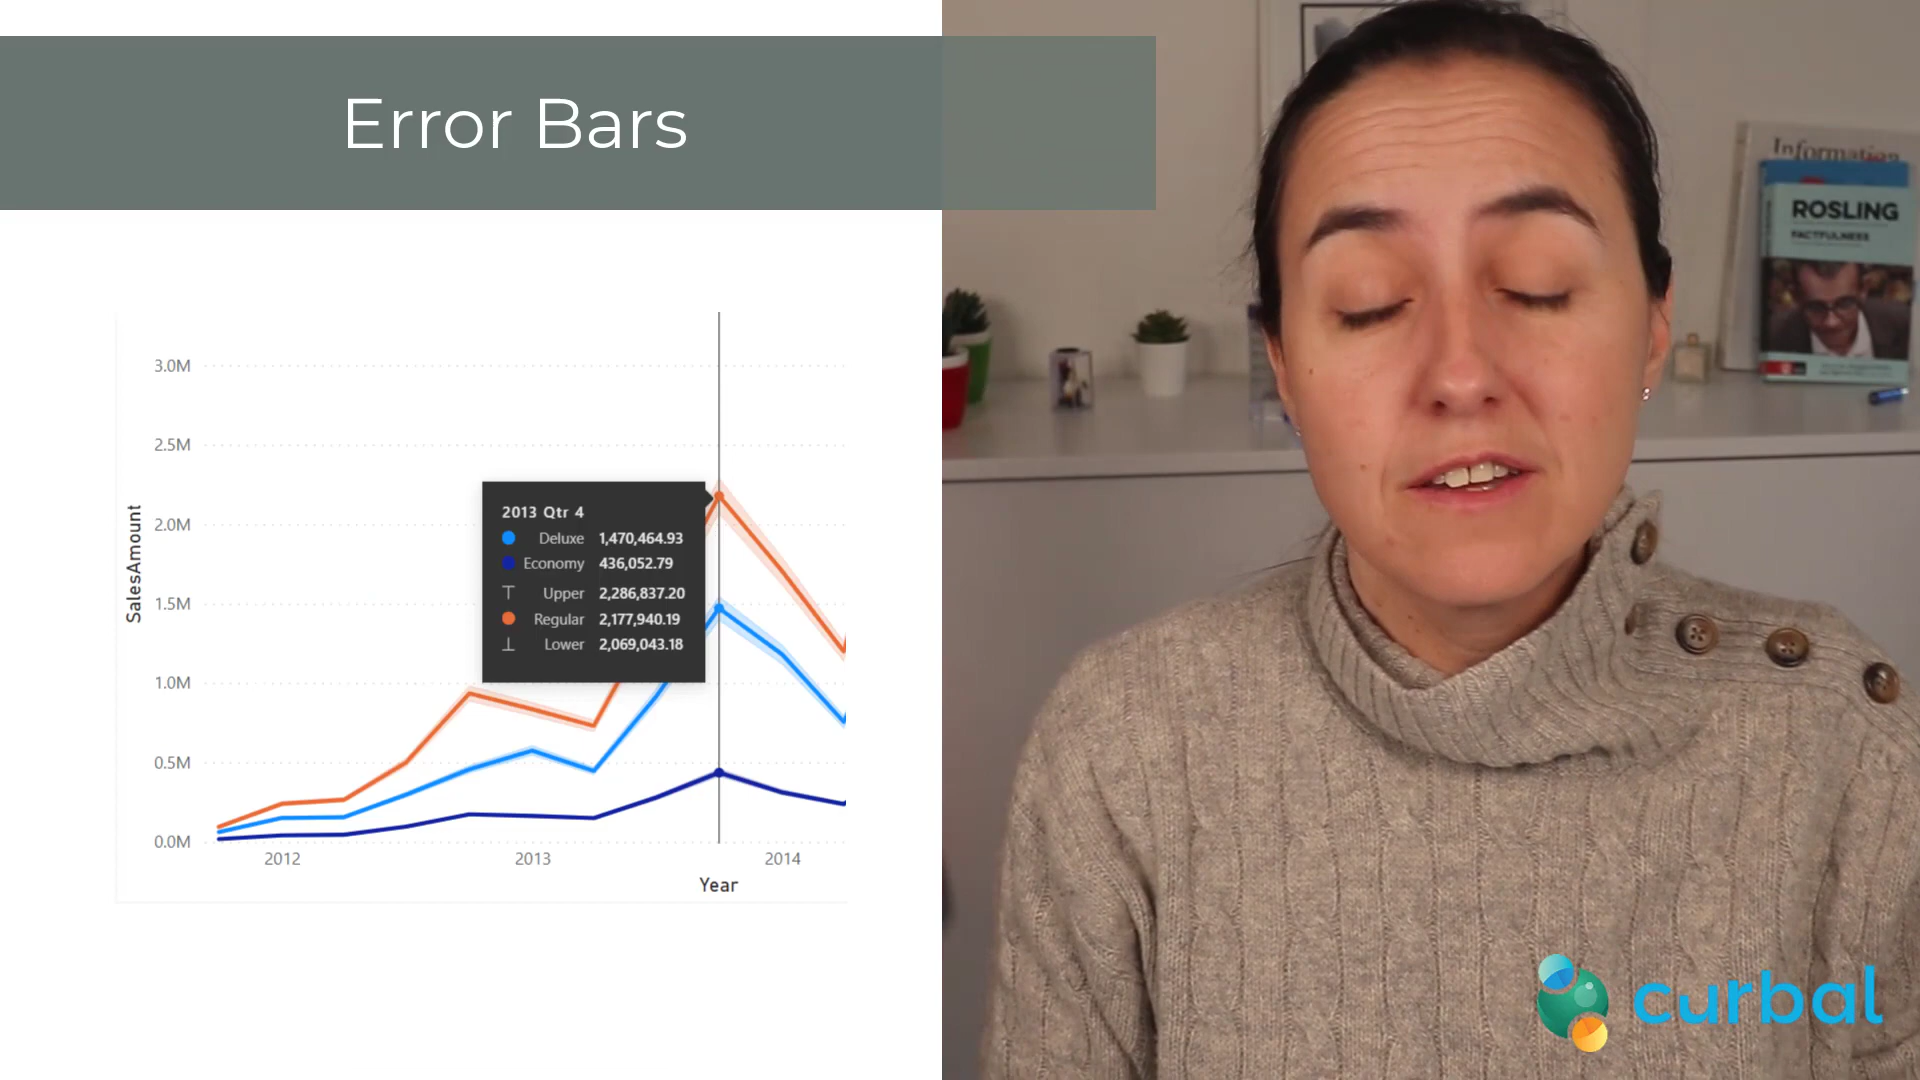 Error Bars
3.0M
2.5M
2.0M
1.5M
1.0M
0.5M
0.0M
SalesAmount
2012
2013
2014
Year
2013 Qtr 4
Deluxe 1,470,464.93
Economy 436,052.79
Upper 2,286,837.20
Regular 2,177,940.19
Lower 2,069,043.18
Information
ROSLING
FACTFULNESS
curbal